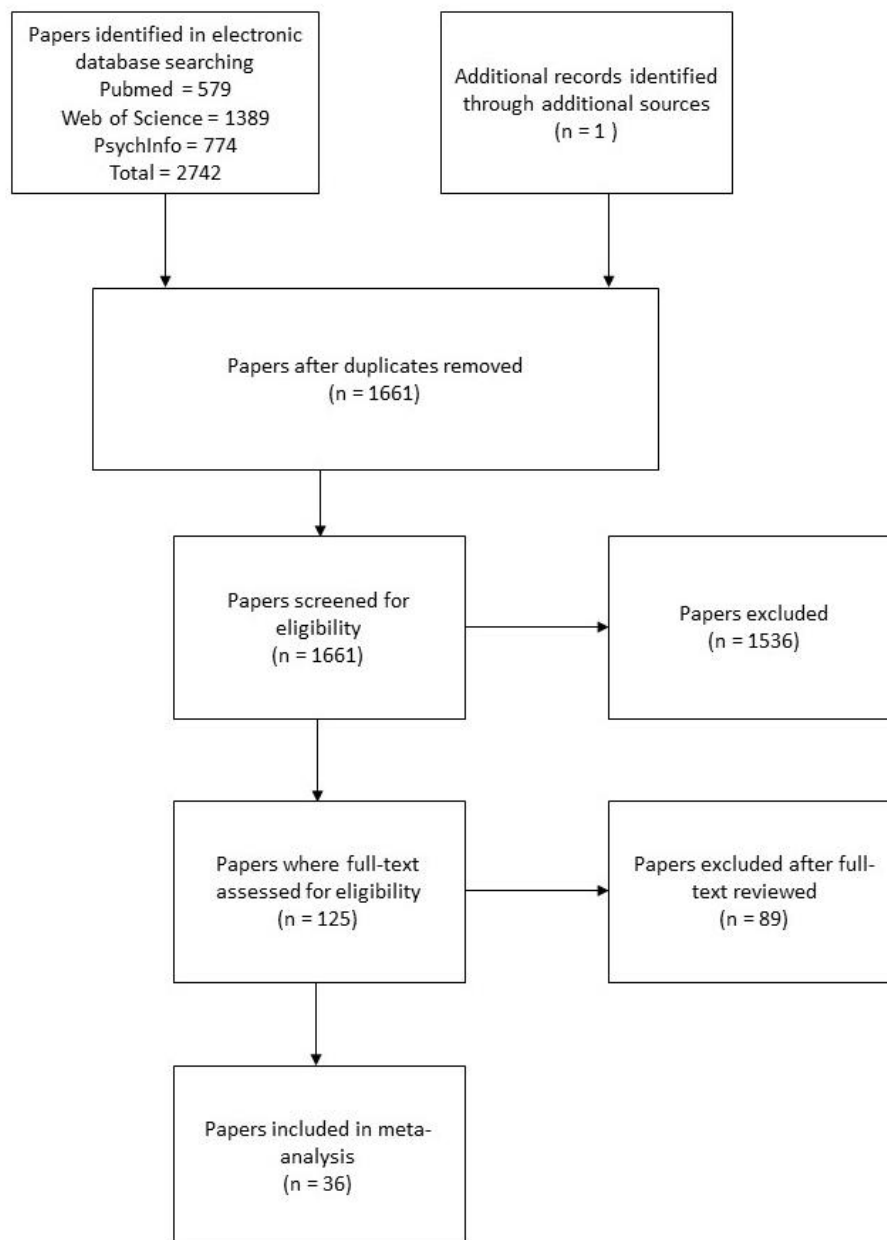 Papers identified in electronic
database searching
Pubmed = 579
Web of Science = 1389
PsychInfo = 774
Total = 2742
Additional records identified
through additional sources
(n = 1 )
Papers after duplicates removed
(n = 1661)
Papers screened for
eligibility
(n = 1661)
Papers excluded
(n = 1536)
Papers where full-text
assessed for eligibility
(n = 125)
Papers excluded after full-
text reviewed
(n = 89)
Papers included in meta-
analysis
(n = 36)